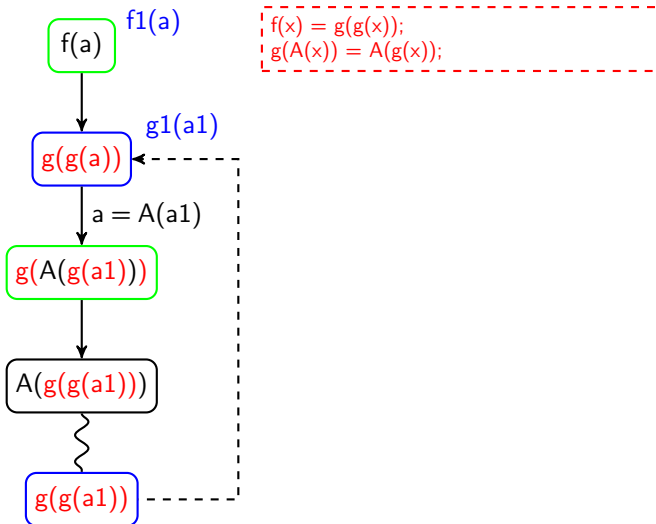 f1(a)
f(a)
f(x) = g(g(x));
g(A(x)) = A(g(x));
g1(a1)
g(g(a))
a = A(a1)
g(A(g(a1)))
A(g(g(a1)))
g(g(a1))